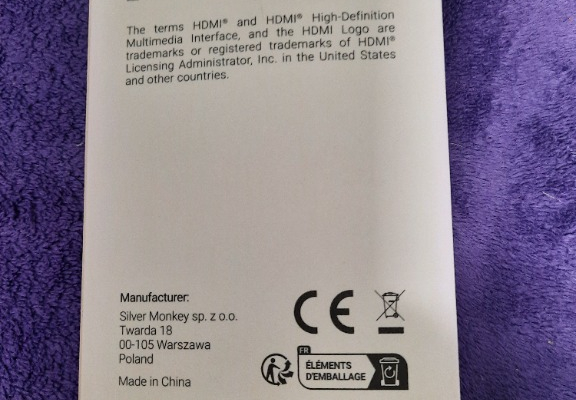 The terms HDMI® and HDMI® High-Definition
Multimedia Interface, and the HDMI Logo are
trademarks or registered trademarks of HDMI®
Licensing Administrator, Inc. in the United States
and other countries.
Manufacturer:
Silver Monkey sp. z o.o.
Twarda 18
00-105 Warszawa
Poland
Made in China
CE
FR
ÉLÉMENTS
D'EMBALLAGE